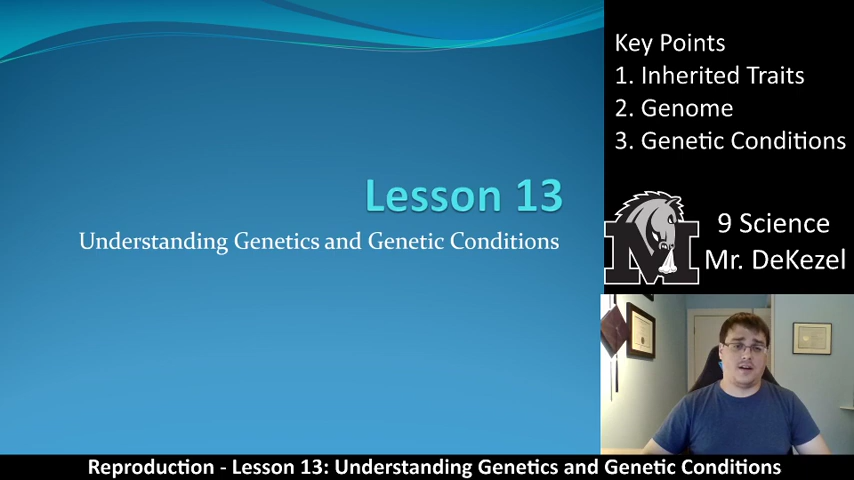 Lesson 13
Understanding Genetics and Genetic Conditions
Key Points
1. Inherited Traits
2. Genome
3. Genetic Conditions
M
9 Science
Mr. DeKezel
Reproduction - Lesson 13: Understanding Genetics and Genetic Conditions